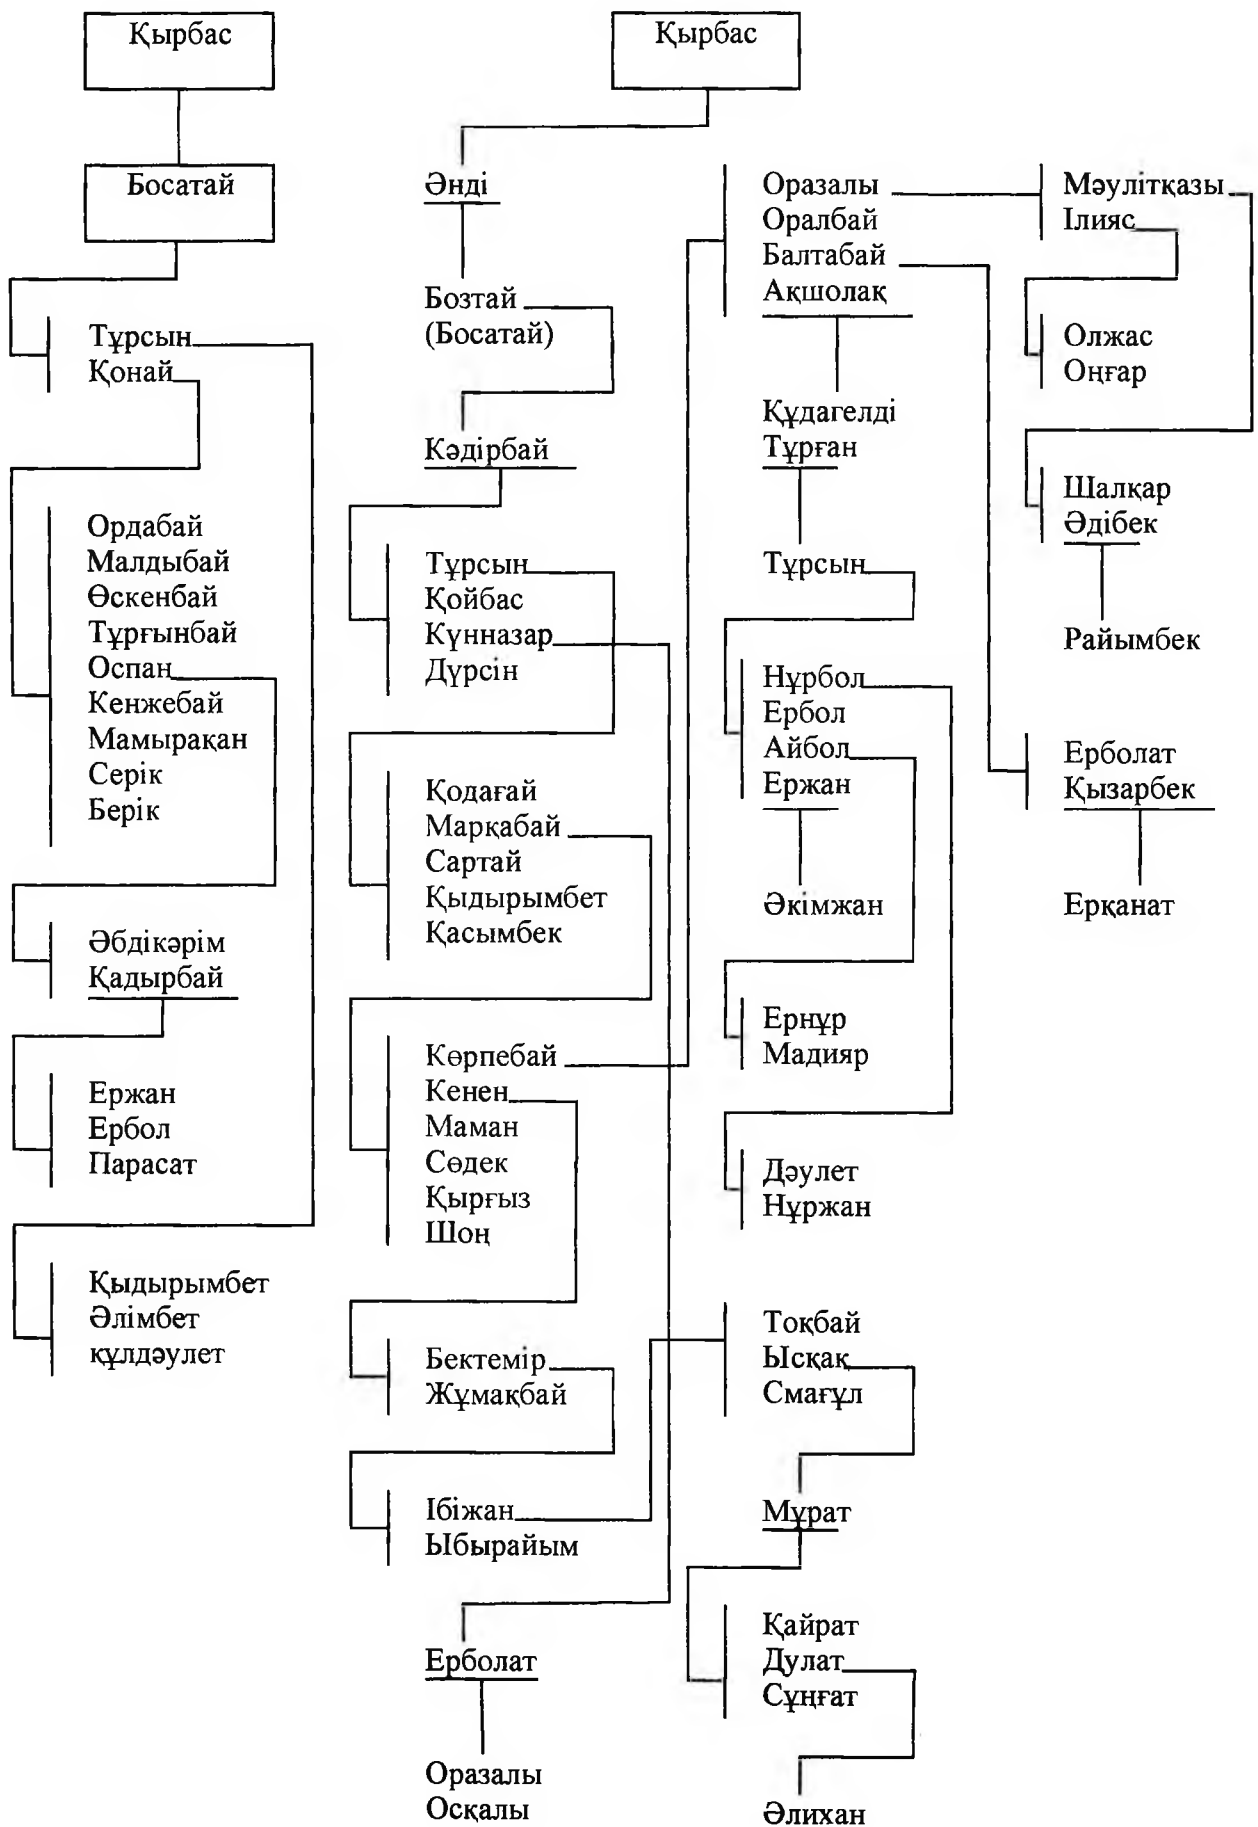 Қырбас
Босатай
Тұрсын
Қонай
Ордабай
Малдыбай
Өскенбай
Тұрғынбай
Оспан
Кенжебай
Мамырақан
Серік
Берік
Әбдікәрім
Қадырбай
Ержан
Ербол
Парасат
Қыдырымбет
Әлімбет
құлдәулет
Қырбас
Әнді
Бозтай
(Босатай)
Кәдірбай
Тұрсын
Қойбас
Күнназар
Дүрсін
Қодағай
Марқабай
Сартай
Қыдырымбет
Қасымбек
Көрпебай
Кенен
Маман
Сөдек
Қырғыз
Шоң
Бектемір
Жұмақбай
Ібіжан
Ыбырайым
Ерболат
Оразалы
Осқалы
Оразалы
Оралбай
Балтабай
Ақшолақ
Құдагелді
Тұрған
Тұрсын
Нұрбол
Ербол
Айбол
Ержан
Әкімжан
Ернұр
Мадияр
Дәулет
Нұржан
Тоқбай
Ысқақ
Смағұл
Мұрат
Қайрат
Дулат
Сұңғат
Әлихан
Мәулітқазы
Ілияс
Олжас
Оңғар
Шалқар
Әдібек
Райымбек
Ерболат
Қызарбек
Ерқанат